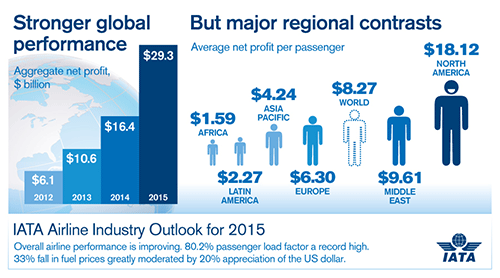 Stronger global
performance
Aggregate net profit,
$ billion
$6.1
2012
$10.6
2013
$16.4
2014
$29.3
2015
But major regional contrasts
Average net profit per passenger
$1.59
AFRICA
$2.27
LATIN
AMERICA
$4.24
ASIA
PACIFIC
$6.30
EUROPE
$8.27
WORLD
$9.61
MIDDLE
EAST
$18.12
NORTH
AMERICA
IATA Airline Industry Outlook for 2015
Overall airline performance is improving. 80.2% passenger load factor a record high.
33% fall in fuel prices greatly moderated by 20% appreciation of the US dollar.
IATA